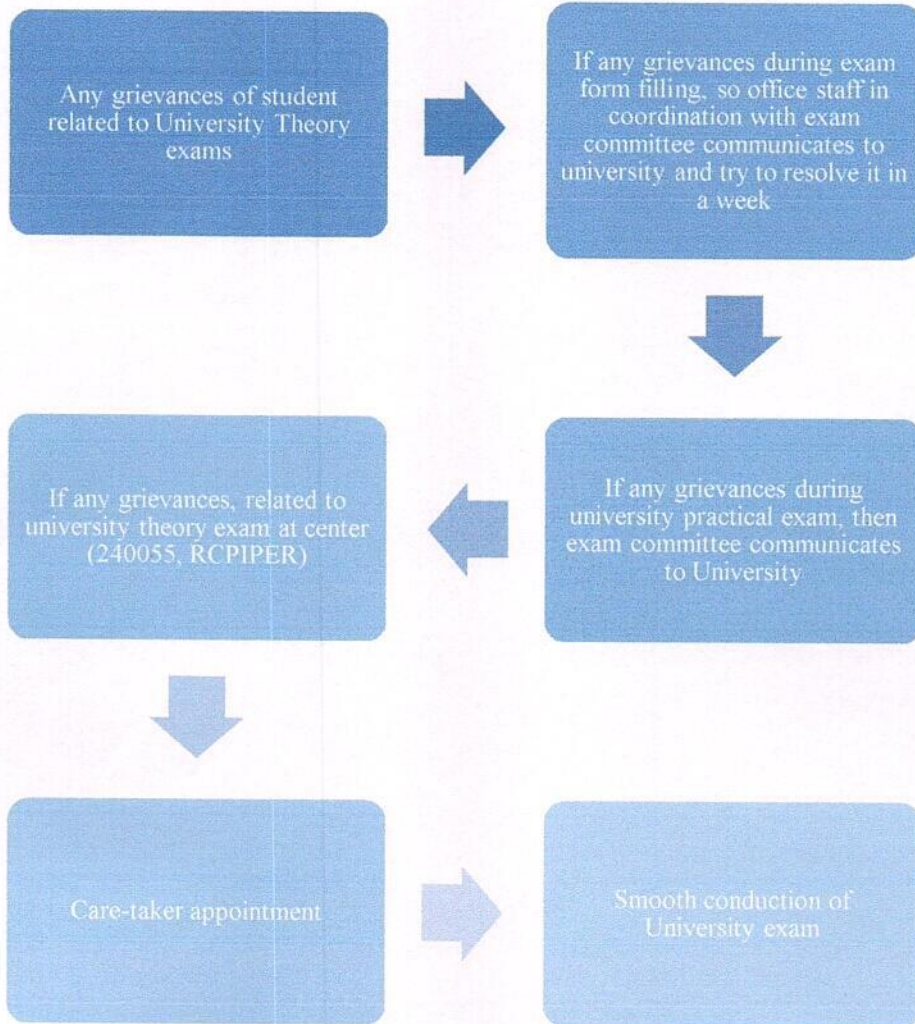 Any grievances of student
related to University Theory
exams
If any grievances during exam
form filling, so office staff in
coordination with exam
committee communicates to
university and try to resolve it in
a week
If any grievances during
university practical exam, then
exam committee communicates
to University
If any grievances, related to
university theory exam at center
(240055, RCPIPER)
Care-taker appointment
Smooth conduction of
University exam